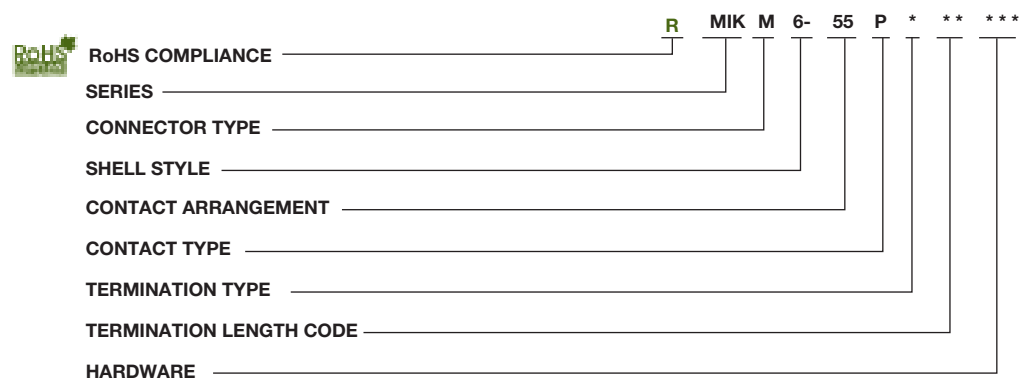 R MIK M 6- 55 P * ** ***
RoHS
RoHS COMPLIANCE
SERIES
CONNECTOR TYPE
SHELL STYLE
CONTACT ARRANGEMENT
CONTACT TYPE
TERMINATION TYPE
TERMINATION LENGTH CODE
HARDWARE